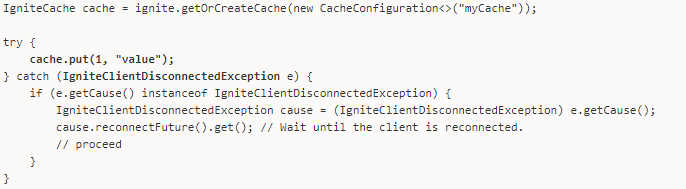 IgniteCache cache = ignite.getOrCreateCache(new CacheConfiguration<>("myCache"));

try {
    cache.put(1, "value");
} catch (IgniteClientDisconnectedException e) {
    if (e.getCause() instanceof IgniteClientDisconnectedException) {
        IgniteClientDisconnectedException cause = (IgniteClientDisconnectedException) e.getCause();
        cause.reconnectFuture().get(); // Wait until the client is reconnected.
        // proceed
    }
}